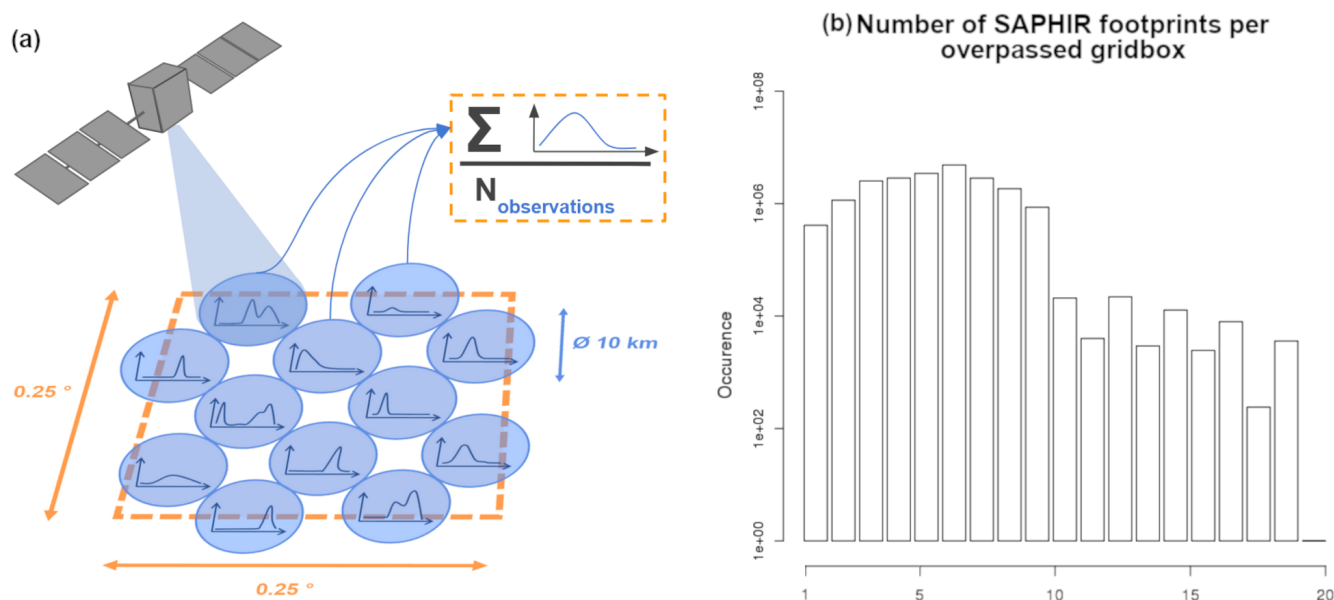 (a)
Σ
N observations
Ø 10 km
0.25 °
0.25 °
(b) Number of SAPHIR footprints per
overpassed gridbox
Occurence
1e+08
1e+06
1e+04
1e+02
1e+00
1 5 10 15 20